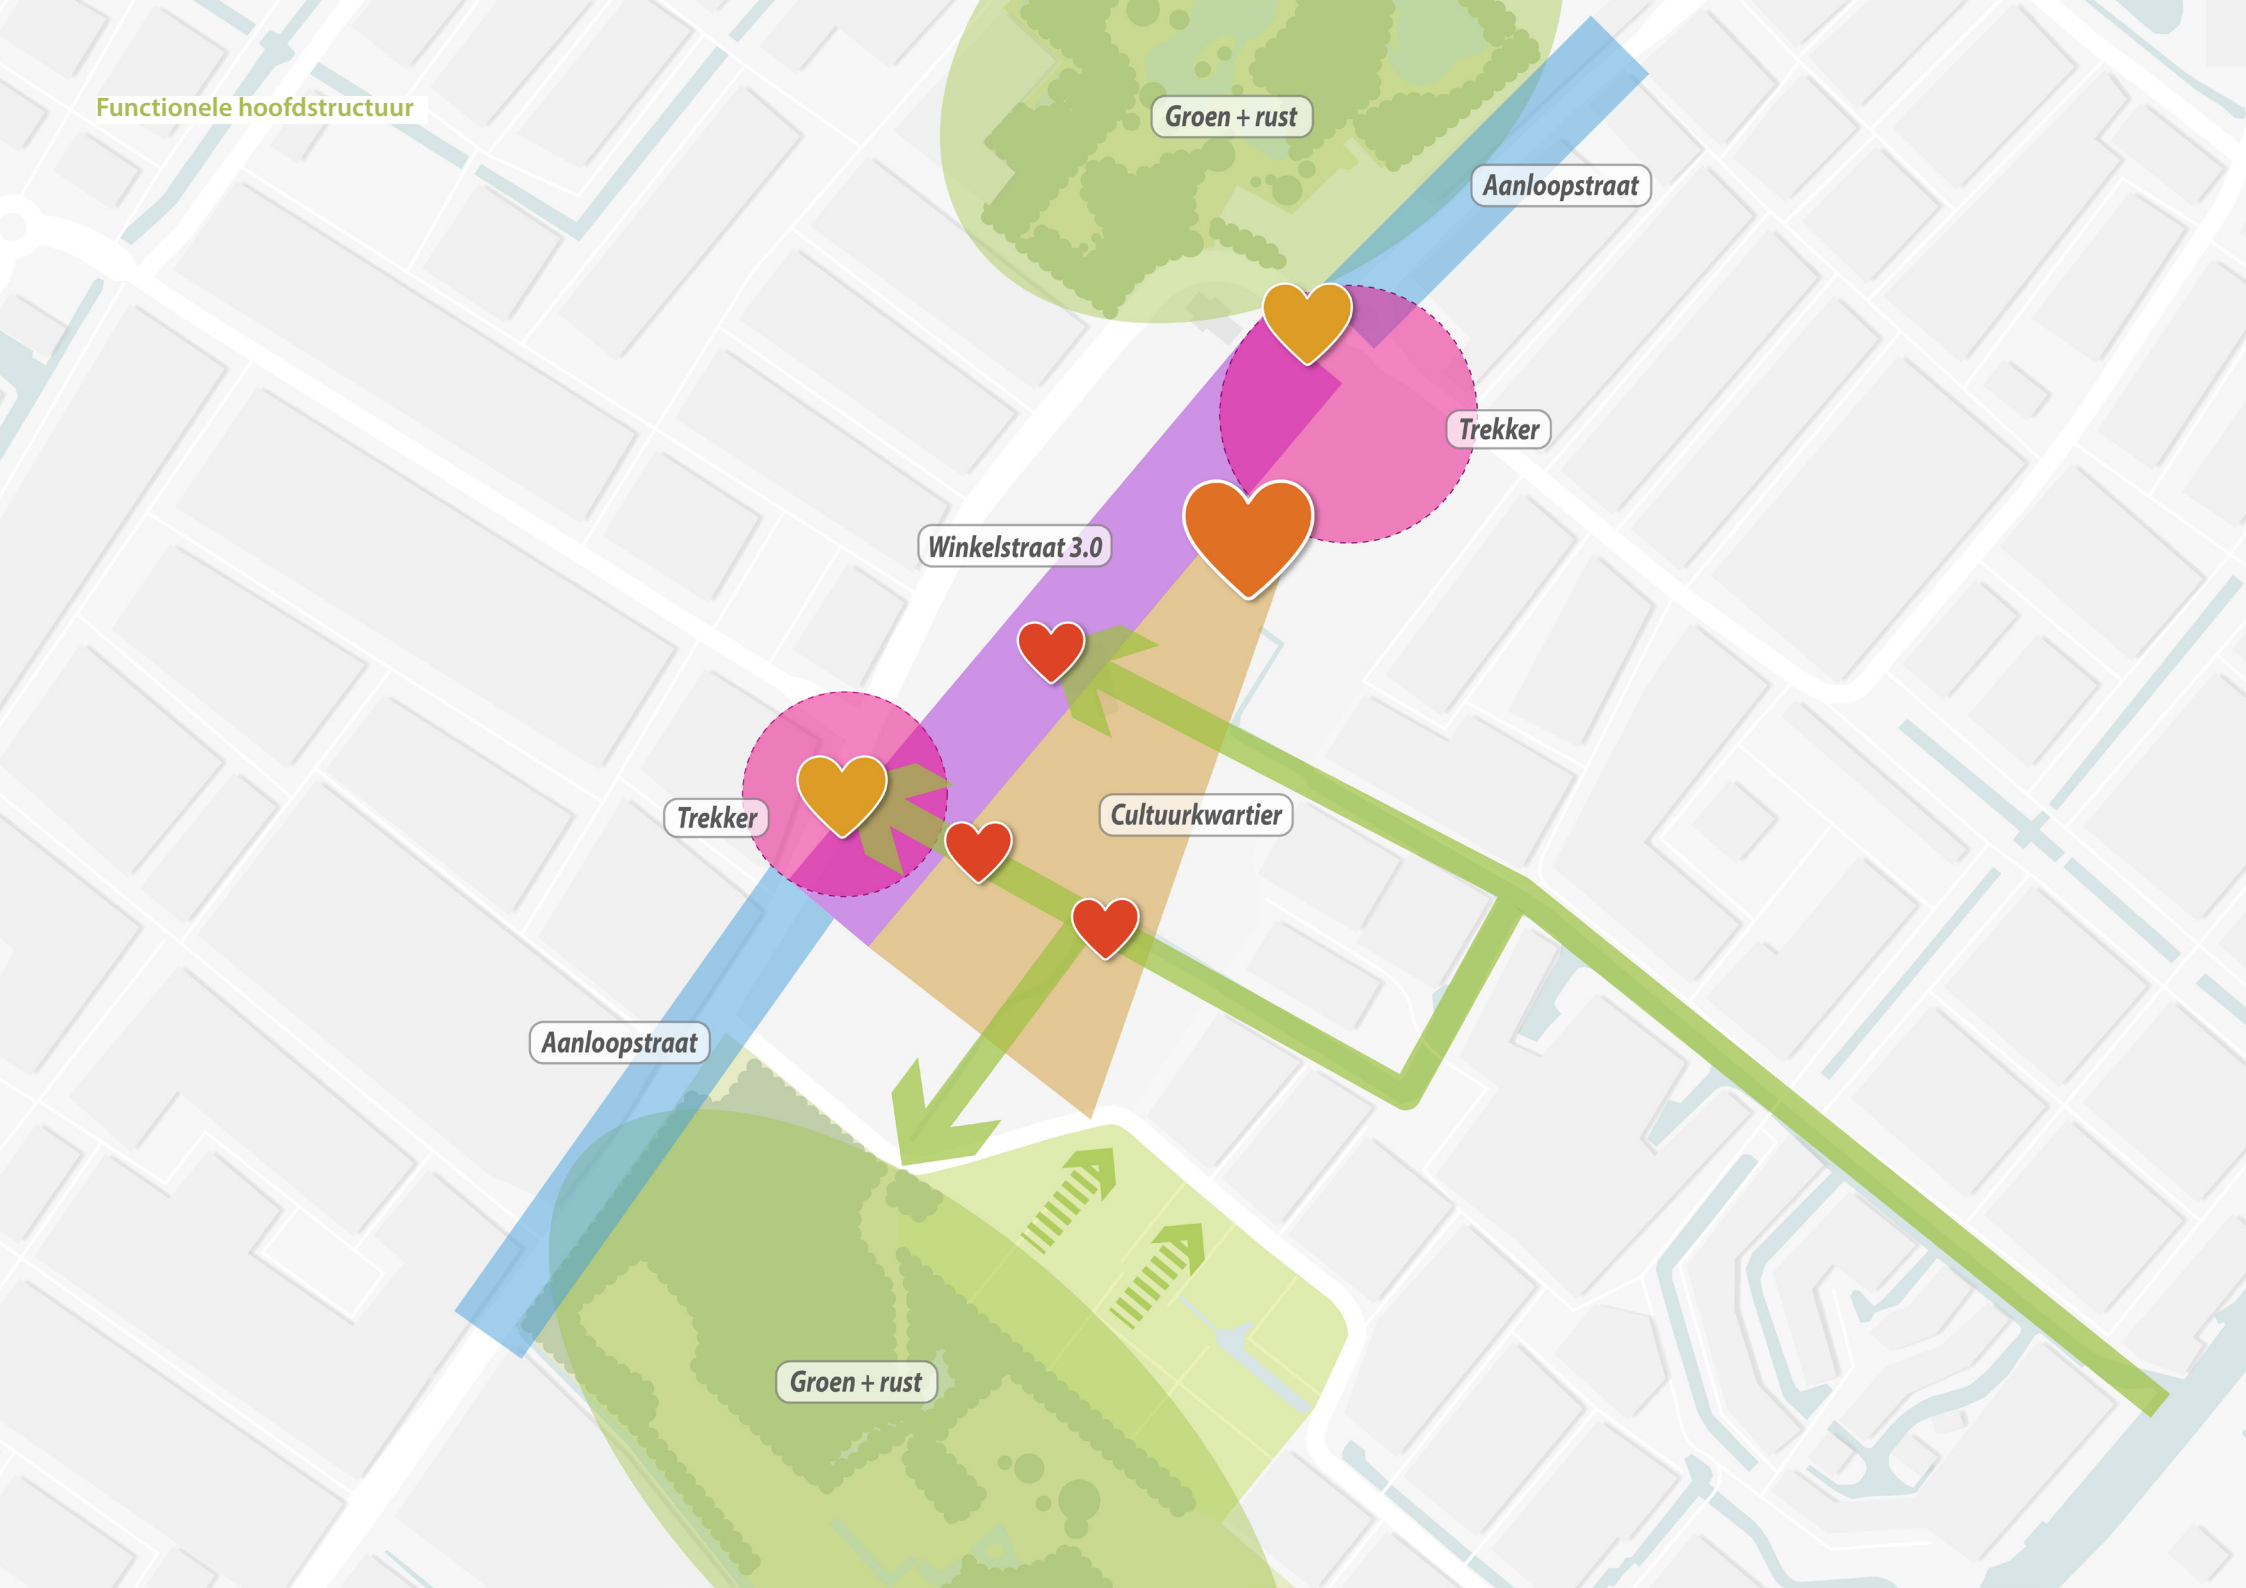 Functionele hoofdstructuur
Groen + rust
Aanloopstraat
Trekker
Winkelstraat 3.0
Trekker
Cultuurkwartier
Aanloopstraat
Groen + rust